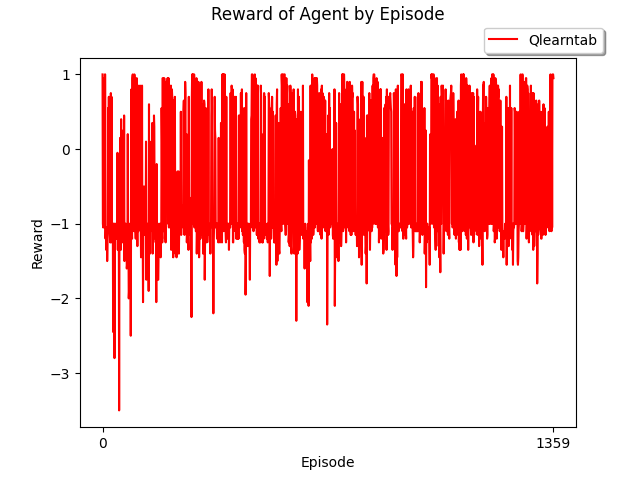 Reward of Agent by Episode
Qlearntab
1
0
−1
−2
−3
Reward
0
1359
Episode